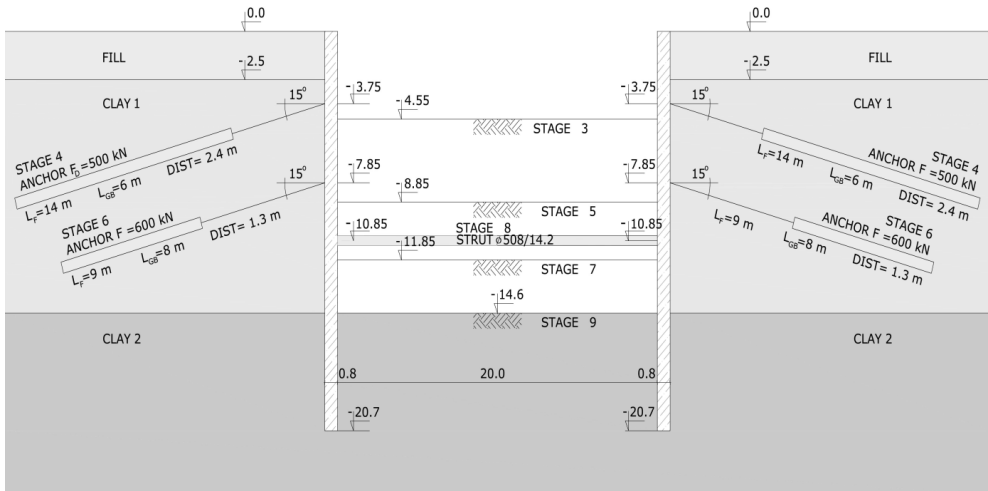 0.0
0.0
FILL
FILL
- 2.5
- 2.5
CLAY 1
CLAY 1
15°
- 3.75
- 3.75
15°
- 4.55
STAGE 3
STAGE 4
ANCHOR F_D=500 kN
L_F=14 m
L_GB=6 m
DIST= 2.4 m
STAGE 4
ANCHOR F =500 kN
L_F=14 m
L_GB=6 m
DIST= 2.4 m
15°
- 7.85
- 7.85
15°
- 8.85
STAGE 5
STAGE 6
ANCHOR F =600 kN
L_F=9 m
L_GB=8 m
DIST= 1.3 m
STAGE 6
ANCHOR F =600 kN
L_F=9 m
L_GB=8 m
DIST= 1.3 m
- 10.85
STAGE 8
10.85
STRUT ø508/14.2
- 11.85
STAGE 7
- 14.6
STAGE 9
CLAY 2
CLAY 2
0.8
20.0
0.8
-20.7
-20.7